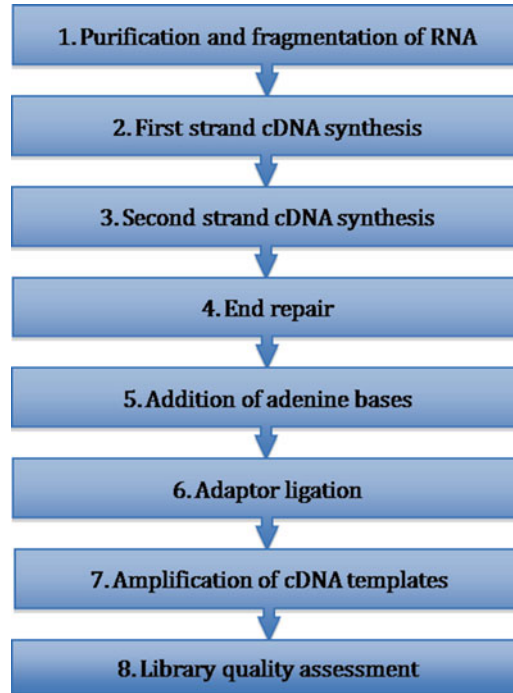 1. Purification and fragmentation of RNA
2. First strand cDNA synthesis
3. Second strand cDNA synthesis
4. End repair
5. Addition of adenine bases
6. Adaptor ligation
7. Amplification of cDNA templates
8. Library quality assessment